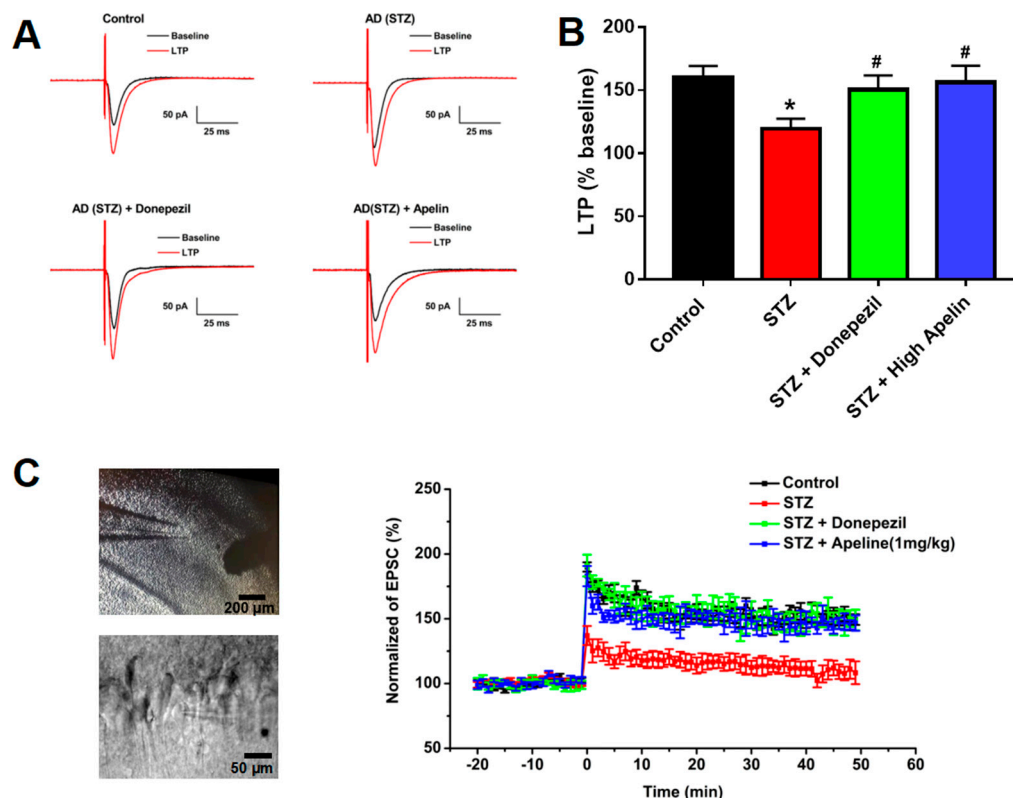 A
Control
Baseline
LTP
50 pA
25 ms
AD (STZ)
Baseline
LTP
50 pA
25 ms
AD (STZ) + Donepezil
Baseline
LTP
50 pA
25 ms
AD(STZ) + Apelin
Baseline
LTP
50 pA
25 ms
B
LTP (% baseline)
200
150
100
50
0
*
#
#
Control
STZ
STZ + Donepezil
STZ + High Apelin
C
200 µm
50 µm
Normalized of EPSC (%)
250
200
150
100
50
Control
STZ
STZ + Donepezil
STZ + Apeline(1mg/kg)
-20 -10 0 10 20 30 40 50 60
Time (min)